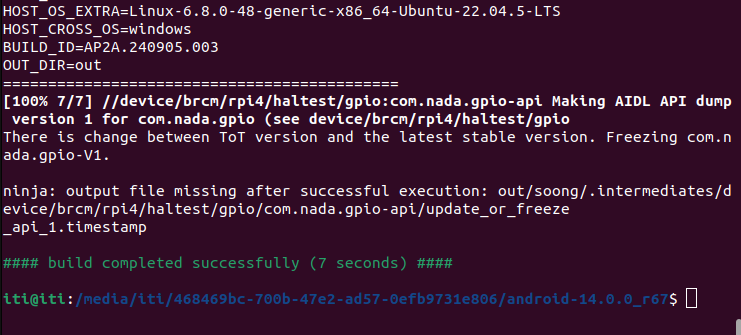 HOST_OS_EXTRA=Linux-6.8.0-48-generic-x86_64-Ubuntu-22.04.5-LTS
HOST_CROSS_OS=windows
BUILD_ID=AP2A.240905.003
OUT_DIR=out
============================================
[100% 7/7] //device/brcm/rpi4/haltest/gpio:com.nada.gpio-api Making AIDL API dump
 version 1 for com.nada.gpio (see device/brcm/rpi4/haltest/gpio
There is change between ToT version and the latest stable version. Freezing com.n
ada.gpio-V1.
ninja: output file missing after successful execution: out/soong/.intermediates/d
evice/brcm/rpi4/haltest/gpio/com.nada.gpio-api/update_or_freeze
_api_1.timestamp
#### build completed successfully (7 seconds) ####
iti@iti:/media/iti/468469bc-700b-47e2-ad57-0efb9731e806/android-14.0.0_r67$